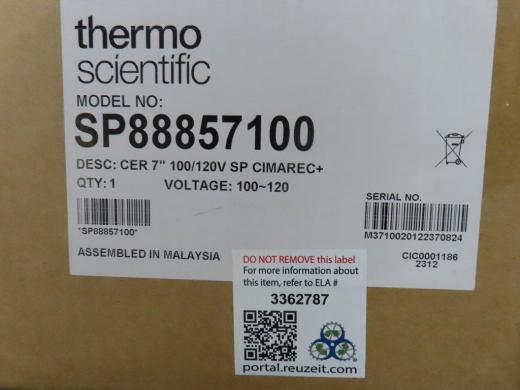 thermo
scientific
MODEL NO:
SP88857100
DESC: CER 7" 100/120V SP CIMAREC+
QTY: 1 VOLTAGE: 100~120
SERIAL NO.
*SP88857100*
M3710020122370824
ASSEMBLED IN MALAYSIA
CIC0001186
2312
DO NOT REMOVE this label
For more information about
this item, refer to ELA #
3362787
portal.reuzeit.com